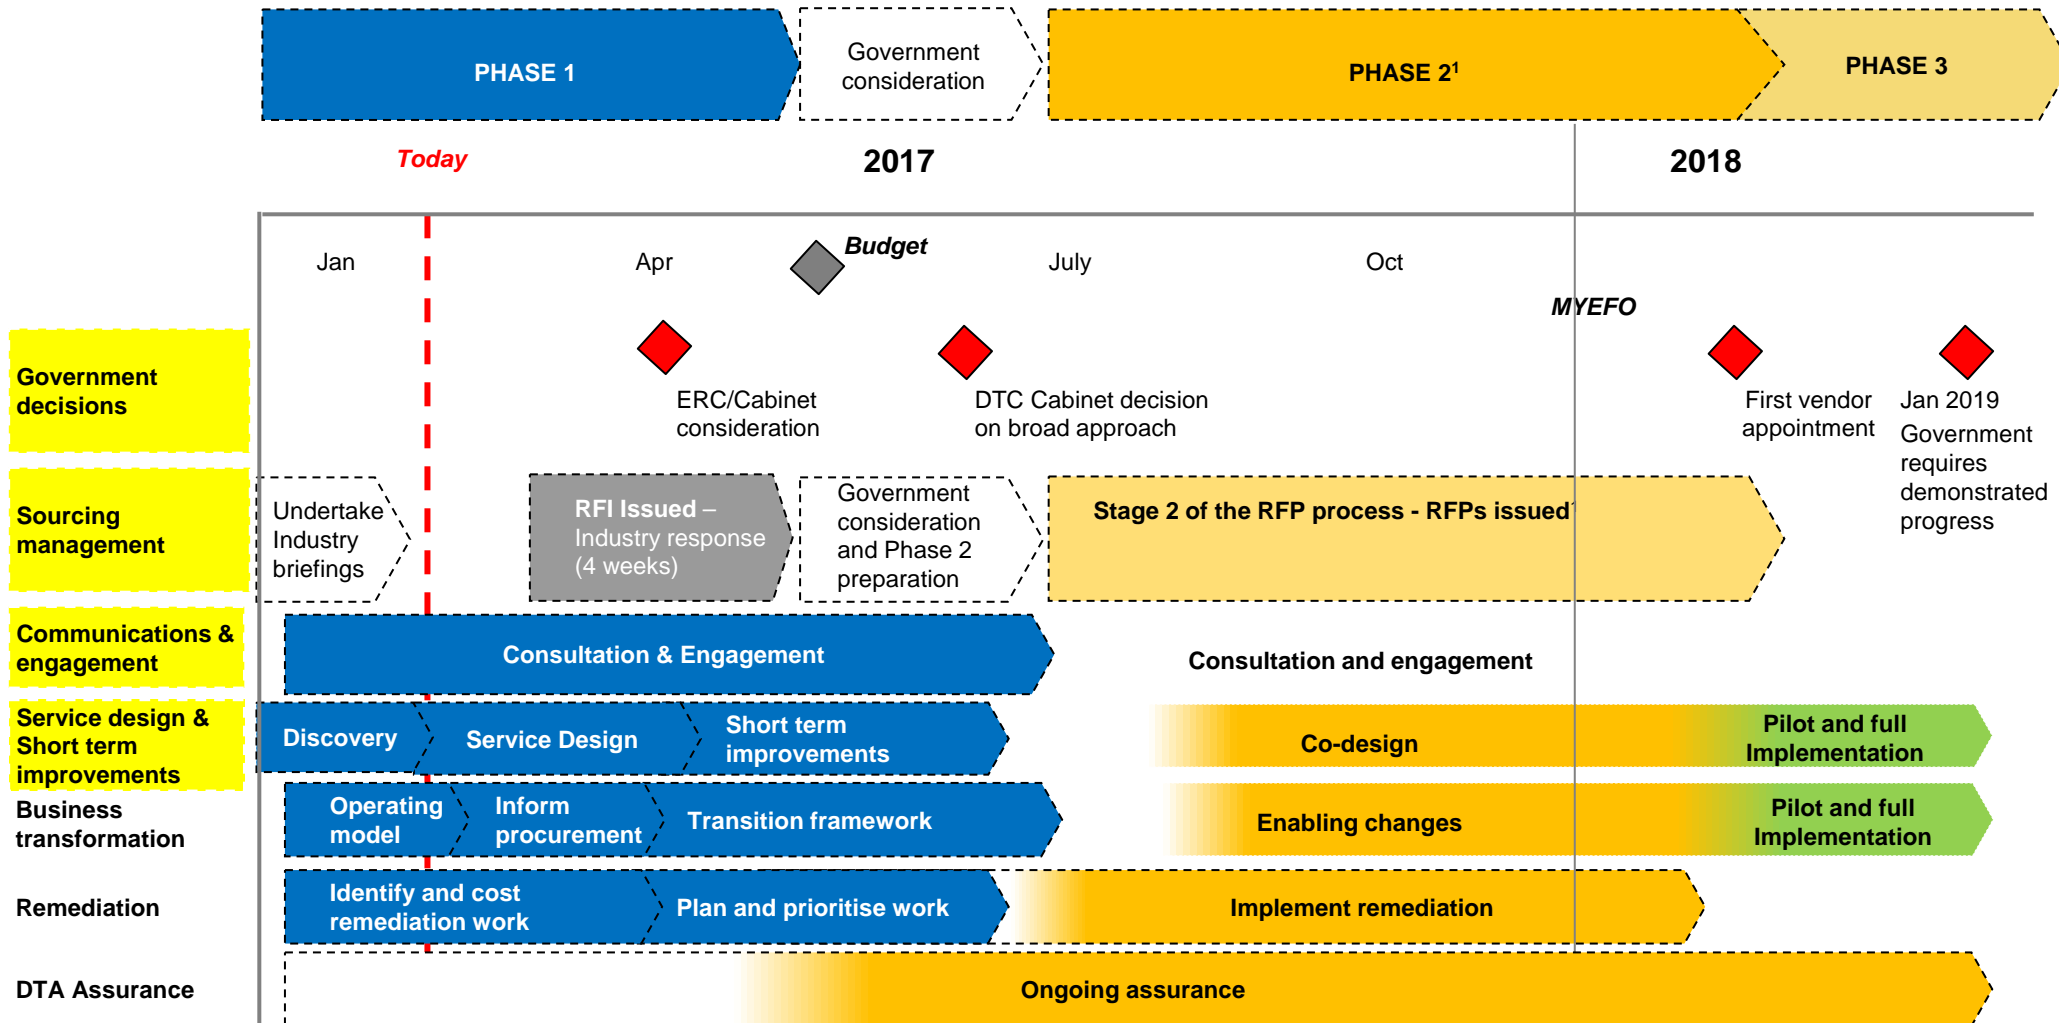 PHASE 1
Government
consideration
PHASE 2¹
PHASE 3
Today
2017
2018
Jan
Apr
Budget
July
Oct
MYEFO
Government
decisions
ERC/Cabinet
consideration
DTC Cabinet decision
on broad approach
First vendor
appointment
Jan 2019
Government
requires
demonstrated
progress
Sourcing
management
Undertake
Industry
briefings
RFI Issued –
Industry response
(4 weeks)
Government
consideration
and Phase 2
preparation
Stage 2 of the RFP process - RFPs issued¹
Communications &
engagement
Consultation & Engagement
Consultation and engagement
Service design &
Short term
improvements
Discovery
Service Design
Short term
improvements
Co-design
Pilot and full
Implementation
Business
transformation
Operating
model
Inform
procurement
Transition framework
Enabling changes
Pilot and full
Implementation
Remediation
Identify and cost
remediation work
Plan and prioritise work
Implement remediation
DTA Assurance
Ongoing assurance